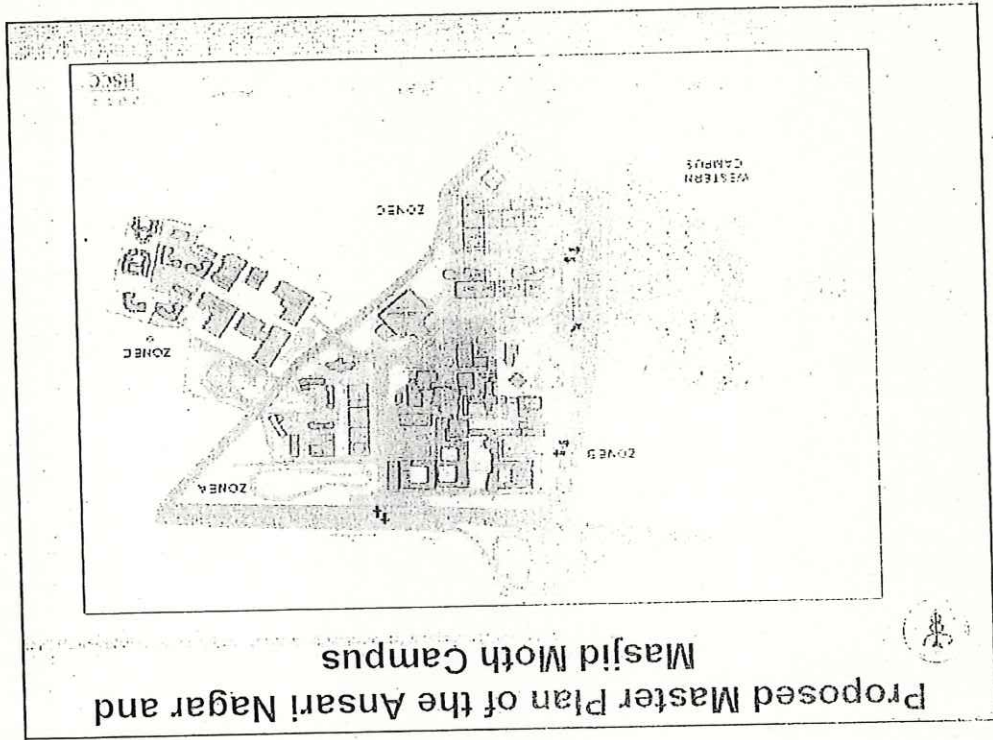 Proposed Master Plan of the Ansari Nagar and
Masjid Moth Campus
ZONE A
ZONE B
ZONE C
ZONE C
WESTERN
CAMPUS
HSCC